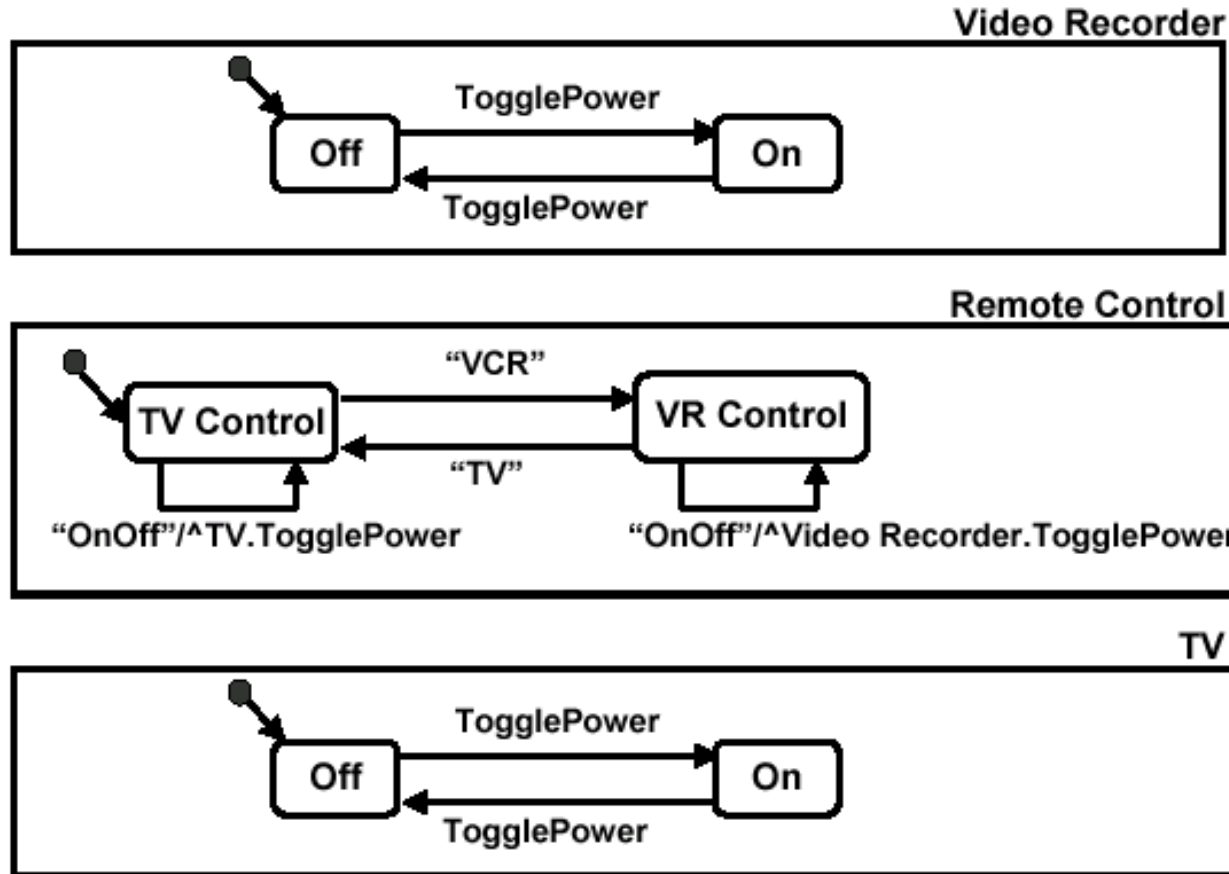 Video Recorder
TogglePower
Off
On
TogglePower
Remote Control
“VCR”
TV Control
VR Control
“TV”
“OnOff”/^TV.TogglePower
“OnOff”/^Video Recorder.TogglePower
TV
TogglePower
Off
On
TogglePower